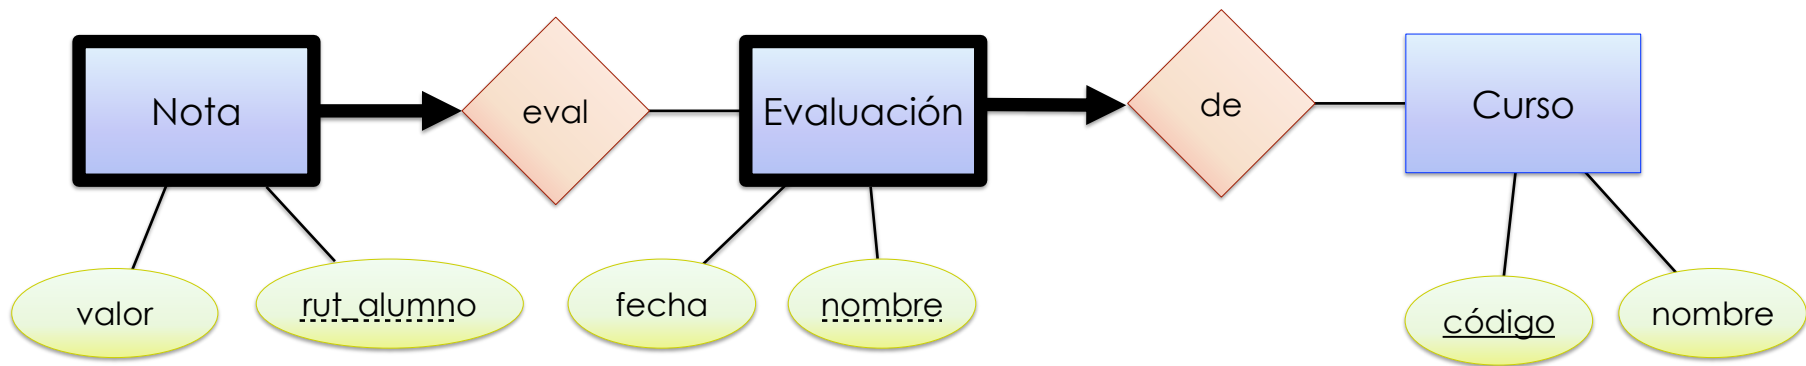 Nota
eval
Evaluación
de
Curso
valor
rut_alumno
fecha
nombre
código
nombre